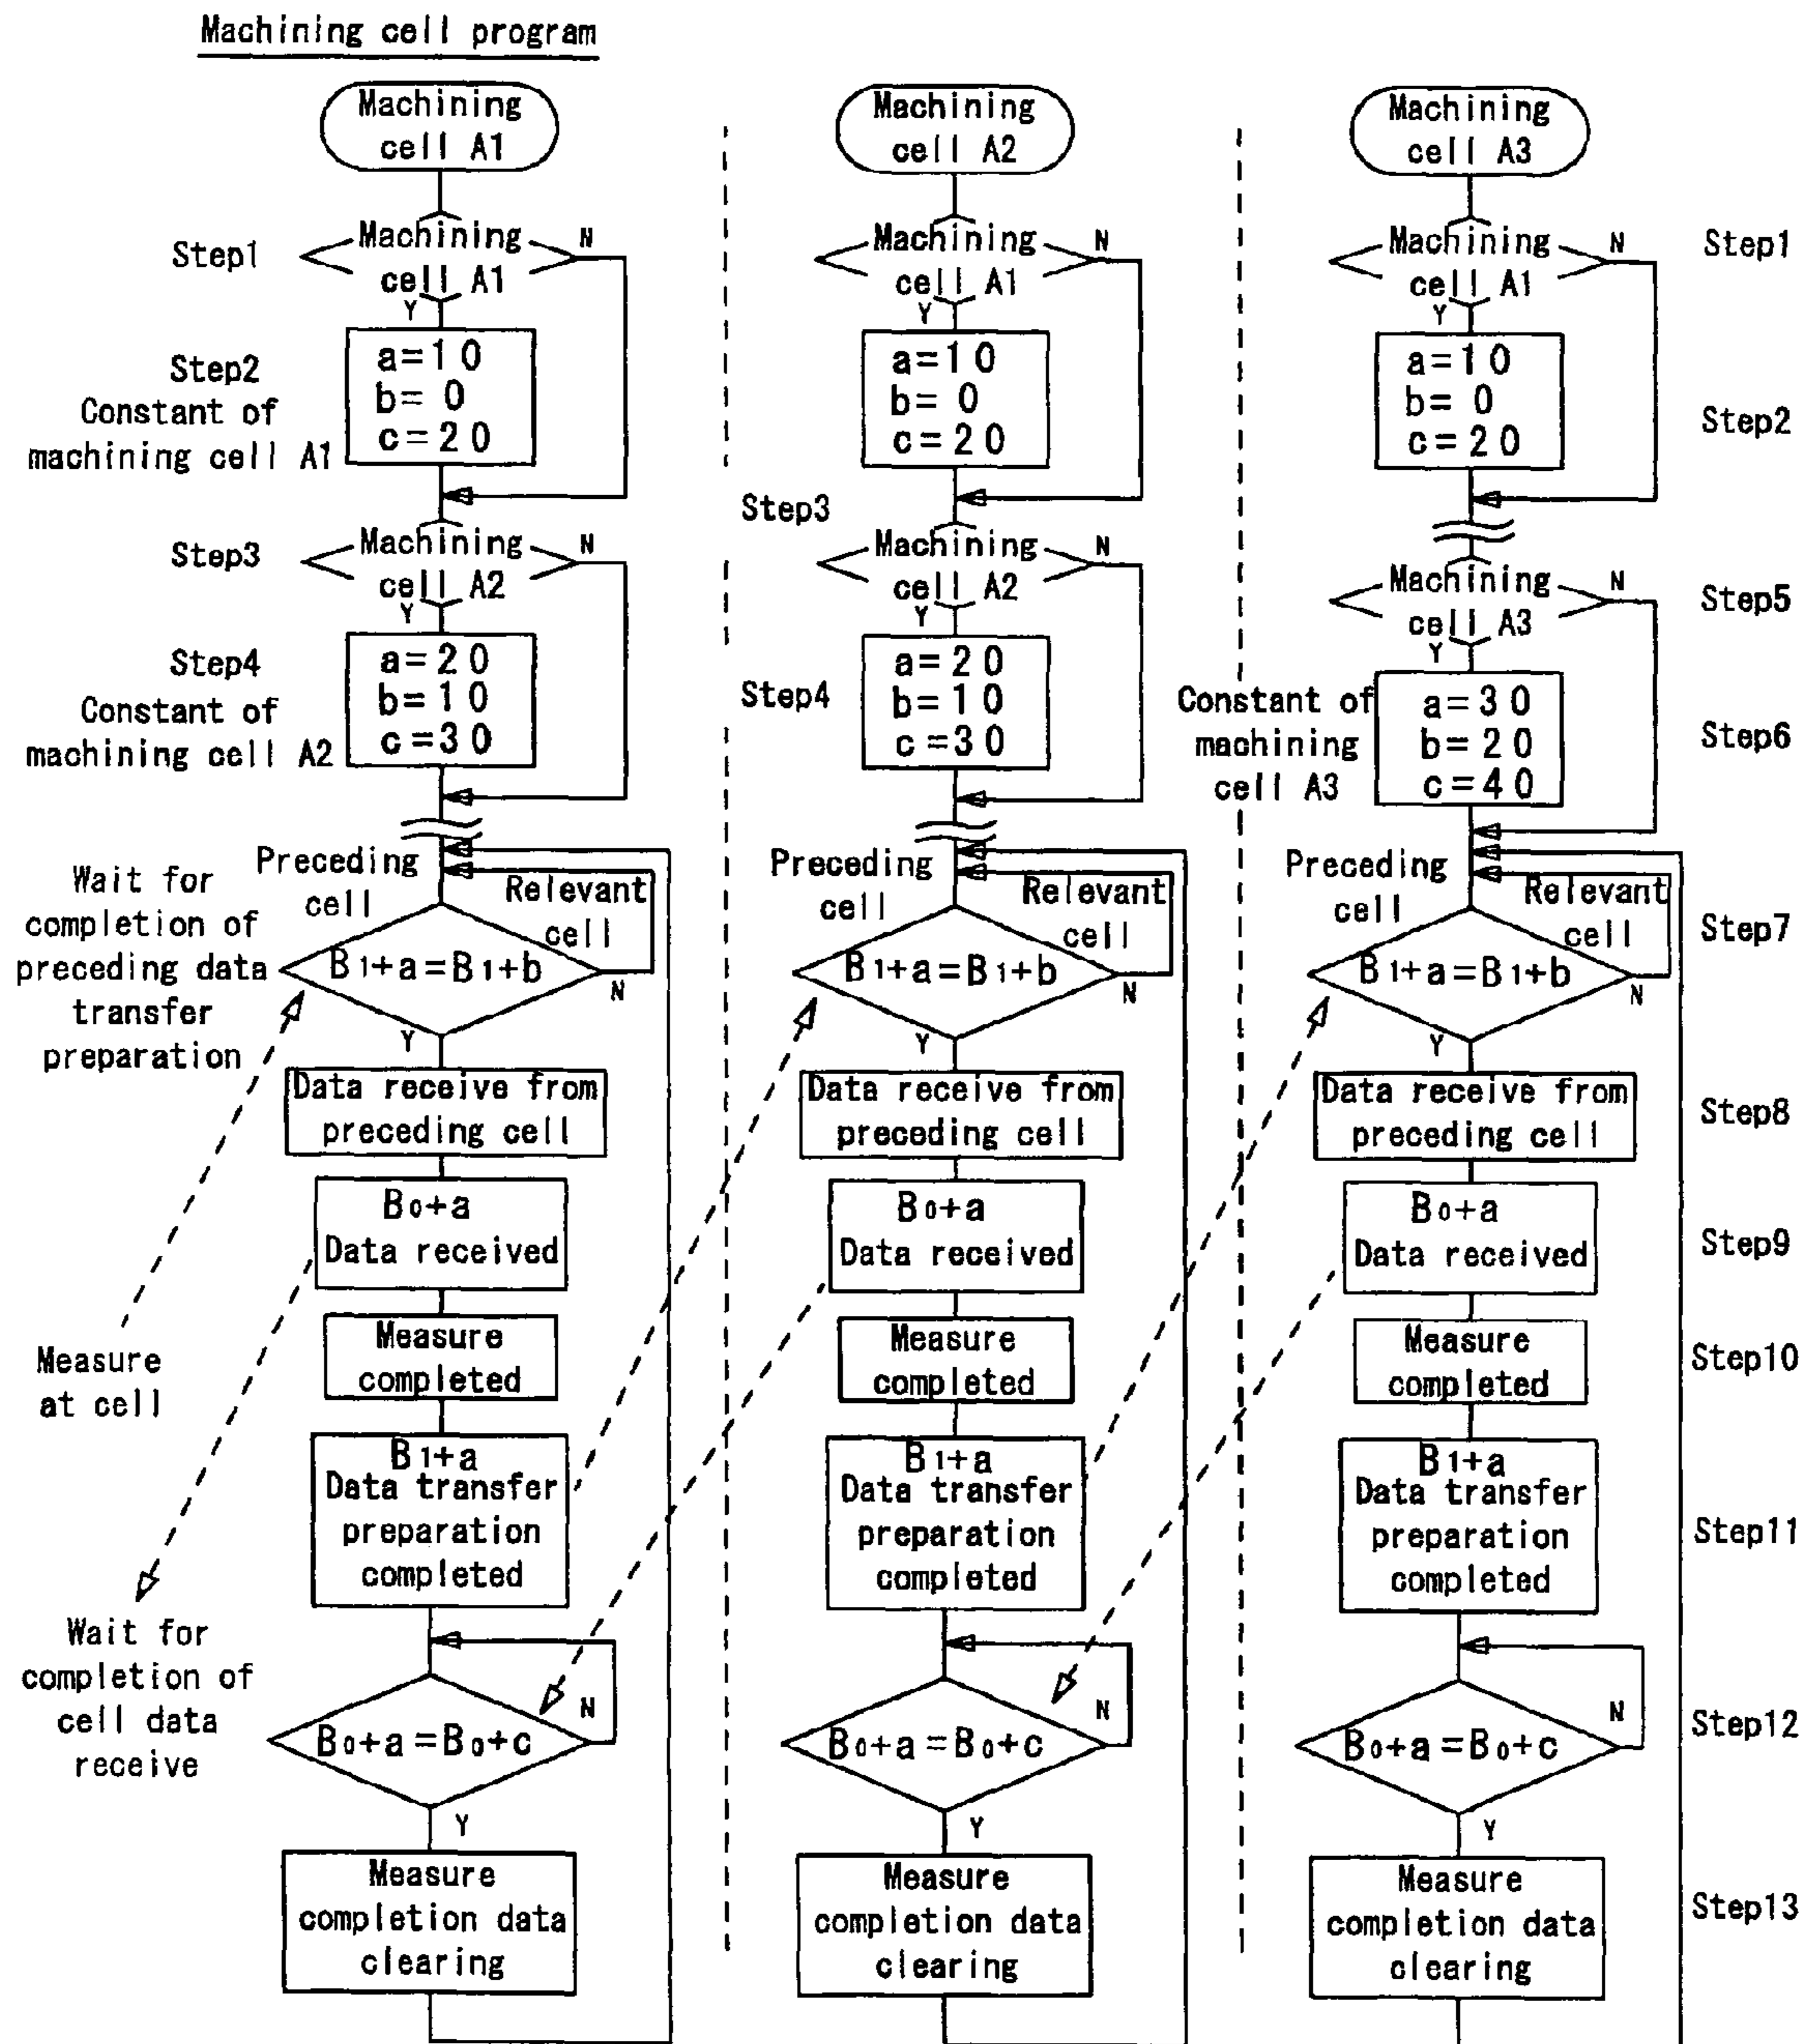 Machining cell program
Machining
cell A1
Step1
Machining
cell A1
N
Y
Step2
Constant of
machining cell A1
a=10
b= 0
c=20
Step3
Machining
cell A2
N
Y
Step4
Constant of
machining cell A2
a=20
b=10
c=30
Wait for
completion of
preceding data
transfer
preparation
Preceding
cell
Relevant
cell
B1+a=B1+b
N
Y
Data receive from
preceding cell
B0+a
Data received
Measure
at cell
Measure
completed
B1+a
Data transfer
preparation
completed
Wait for
completion of
cell data
receive
B0+a=B0+c
N
Y
Measure
completion data
clearing
Machining
cell A2
Machining
cell A1
N
Y
a=10
b= 0
c=20
Step3
Machining
cell A2
N
Y
Step4
a=20
b=10
c=30
Preceding
cell
Relevant
cell
B1+a=B1+b
N
Y
Data receive from
preceding cell
B0+a
Data received
Measure
completed
B1+a
Data transfer
preparation
completed
B0+a=B0+c
N
Y
Measure
completion data
clearing
Machining
cell A3
Machining
cell A1
N
Y
Step1
a=10
b= 0
c=20
Step2
Machining
cell A3
N
Y
Step5
Constant of
machining
cell A3
a=30
b=20
c=40
Step6
Preceding
cell
Relevant
cell
B1+a=B1+b
N
Y
Step7
Data receive from
preceding cell
Step8
B0+a
Data received
Step9
Measure
completed
Step10
B1+a
Data transfer
preparation
completed
Step11
B0+a=B0+c
N
Y
Step12
Measure
completion data
clearing
Step13